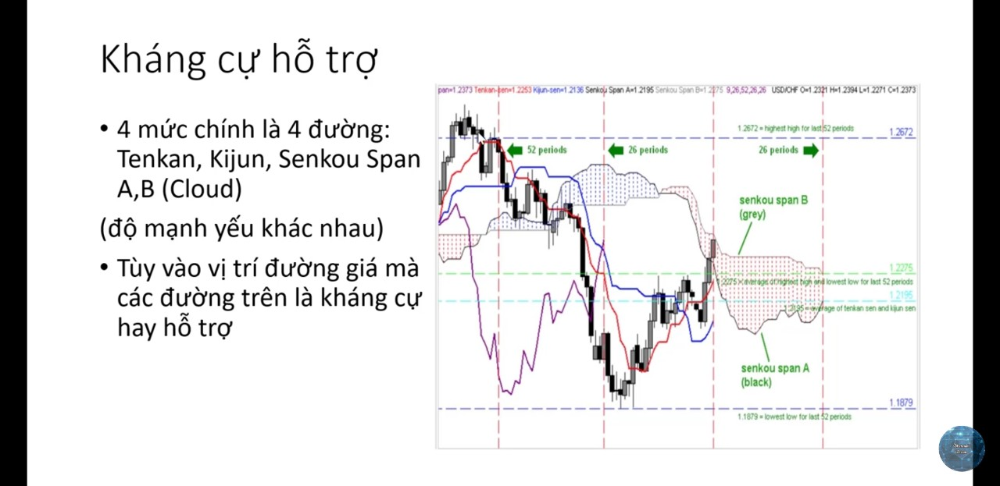 Kháng cự hỗ trợ
• 4 mức chính là 4 đường:
Tenkan, Kijun, Senkou Span
A,B (Cloud)
(độ mạnh yếu khác nhau)
• Tùy vào vị trí đường giá mà
các đường trên là kháng cự
hay hỗ trợ
pan=1.2373 Tenkan-sen=1.2253 Kijun-sen=1.2136 Senkou Span A=1.2195 Senkou Span B=1.2275 9,26,52,26,26 USD/CHF O=1.2321 H=1.2394 L=1.2271 C=1.2373
1.2672 = highest high for last 52 periods
1.2672
52 periods
26 periods
26 periods
senkou span B
(grey)
1.2275
1.2275 = average of highest high and lowest low for last 52 periods
1.2195
1.2195 = average of tenkan sen and kijun sen
senkou span A
(black)
1.1879
1.1879 = lowest low for last 52 periods